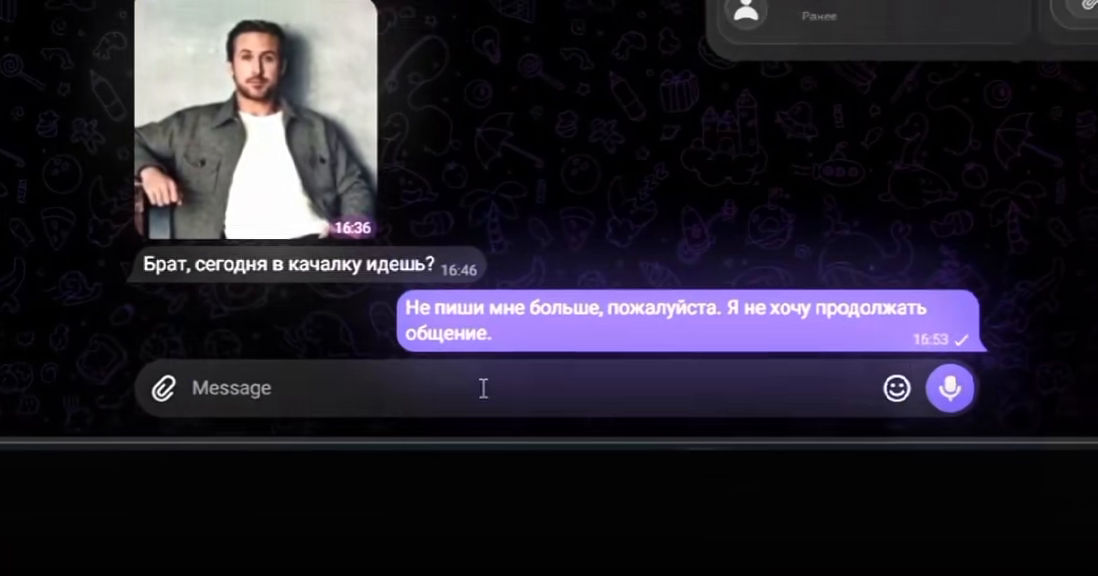 Ранее
16:36
Брат, сегодня в качалку идешь? 16:46
Не пиши мне больше, пожалуйста. Я не хочу продолжать
общение.
16:53
Message